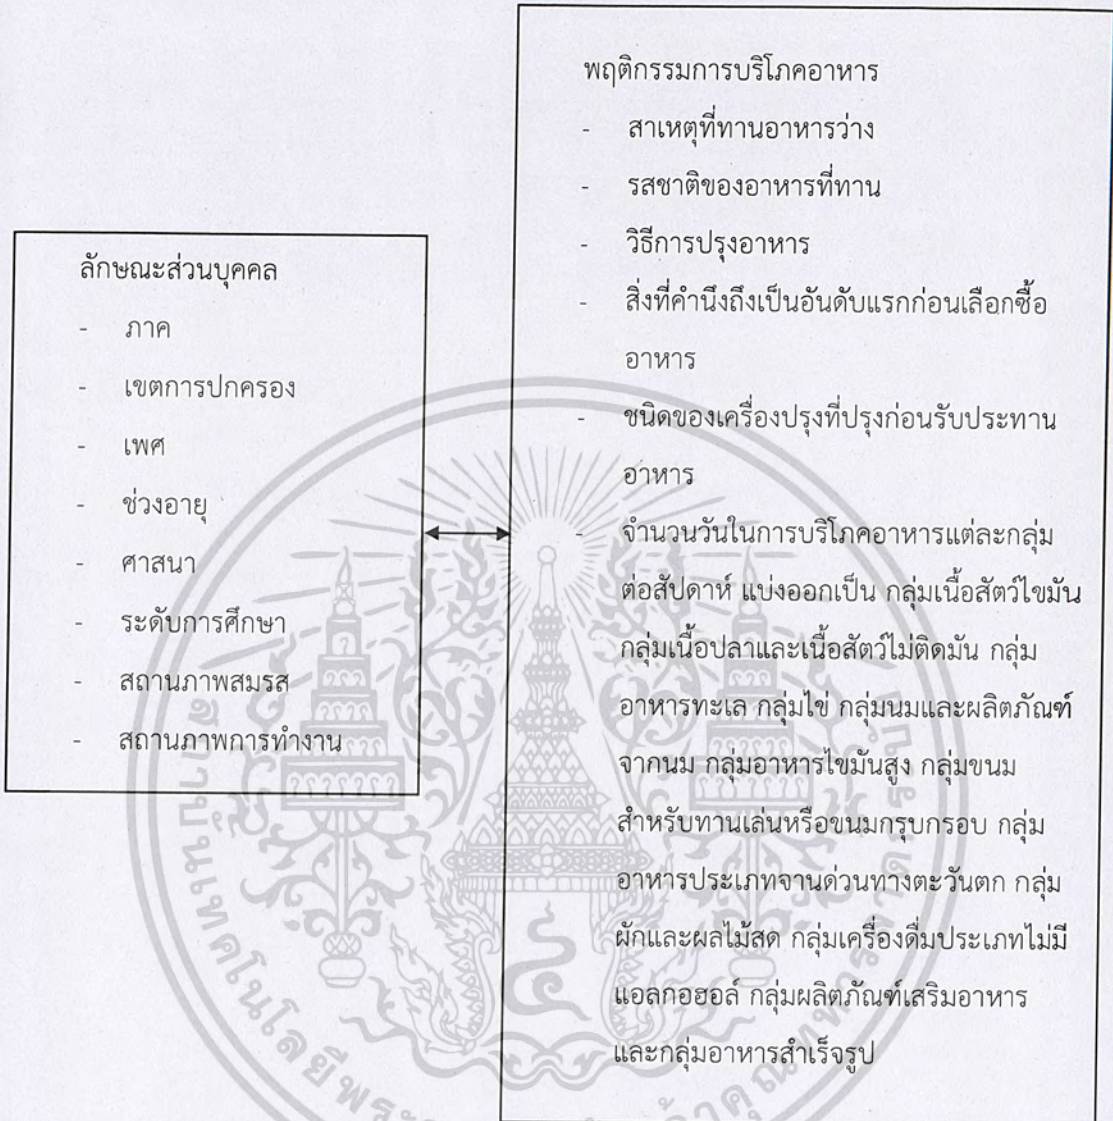 ลักษณะส่วนบุคคล
- ภาค
- เขตการปกครอง
- เพศ
- ช่วงอายุ
- ศาสนา
- ระดับการศึกษา
- สถานภาพสมรส
- สถานภาพการทำงาน
พฤติกรรมการบริโภคอาหาร
- สาเหตุที่ทานอาหารว่าง
- รสชาติของอาหารที่ทาน
- วิธีการปรุงอาหาร
- สิ่งที่คำนึงถึงเป็นอันดับแรกก่อนเลือกซื้อ
อาหาร
- ชนิดของเครื่องปรุงที่ปรุงก่อนรับประทาน
อาหาร
- จำนวนวันในการบริโภคอาหารแต่ละกลุ่ม
ต่อสัปดาห์ แบ่งออกเป็น กลุ่มเนื้อสัตว์ไขมัน
กลุ่มเนื้อปลาและเนื้อสัตว์ไม่ติดมัน กลุ่ม
อาหารทะเล กลุ่มไข่ กลุ่มนมและผลิตภัณฑ์
จากนม กลุ่มอาหารไขมันสูง กลุ่มขนม
สำหรับทานเล่นหรือขนมกรุบกรอบ กลุ่ม
อาหารประเภทจานด่วนทางตะวันตก กลุ่ม
ผักและผลไม้สด กลุ่มเครื่องดื่มประเภทไม่มี
แอลกอฮอล์ กลุ่มผลิตภัณฑ์เสริมอาหาร
และกลุ่มอาหารสำเร็จรูป
สถาบันเทคโนโลยีพระ